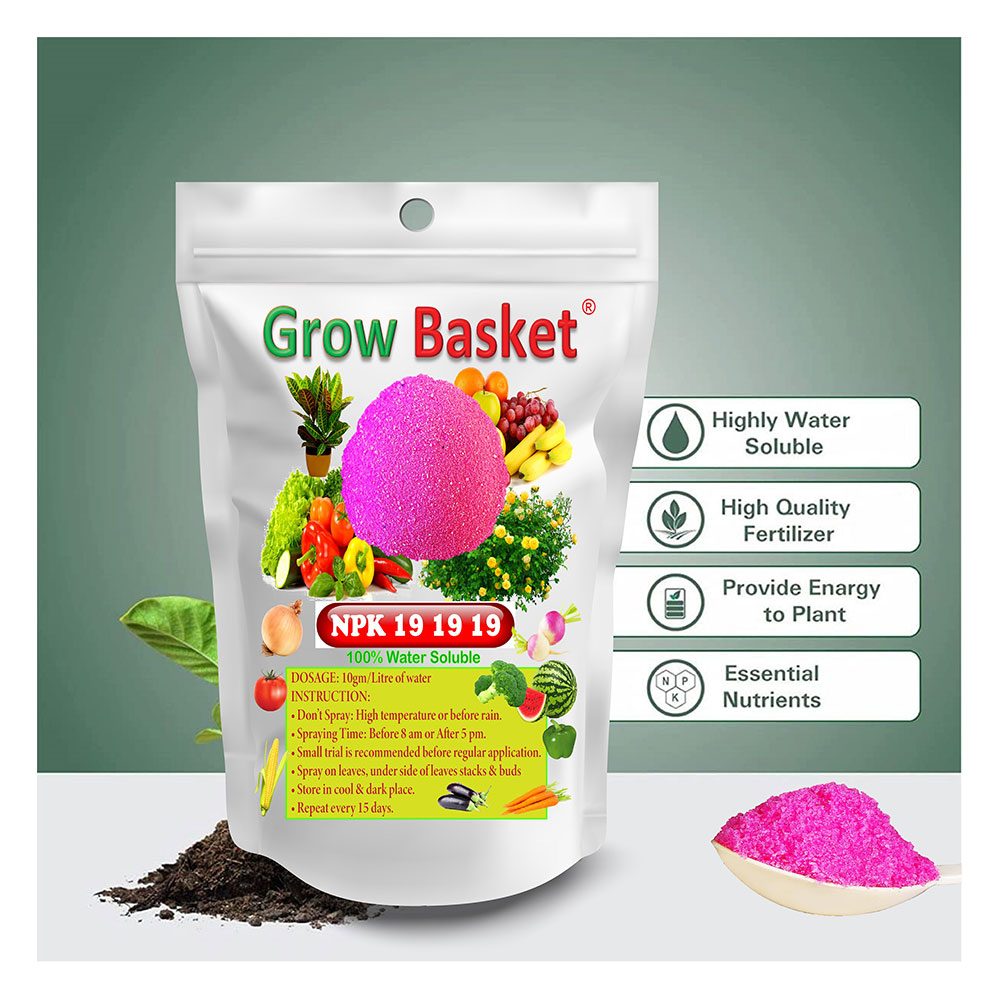 Grow Basket®
NPK 19 19 19
100% Water Soluble
DOSAGE: 10gm/Litre of water
INSTRUCTION:
• Don't Spray: High temperature or before rain.
• Spraying Time: Before 8 am or After 5 pm.
• Small trial is recommended before regular application.
• Spray on leaves, under side of leaves stacks & buds
• Store in cool & dark place.
• Repeat every 15 days.
Highly Water
Soluble
High Quality
Fertilizer
Provide Enargy
to Plant
N P
K
Essential
Nutrients